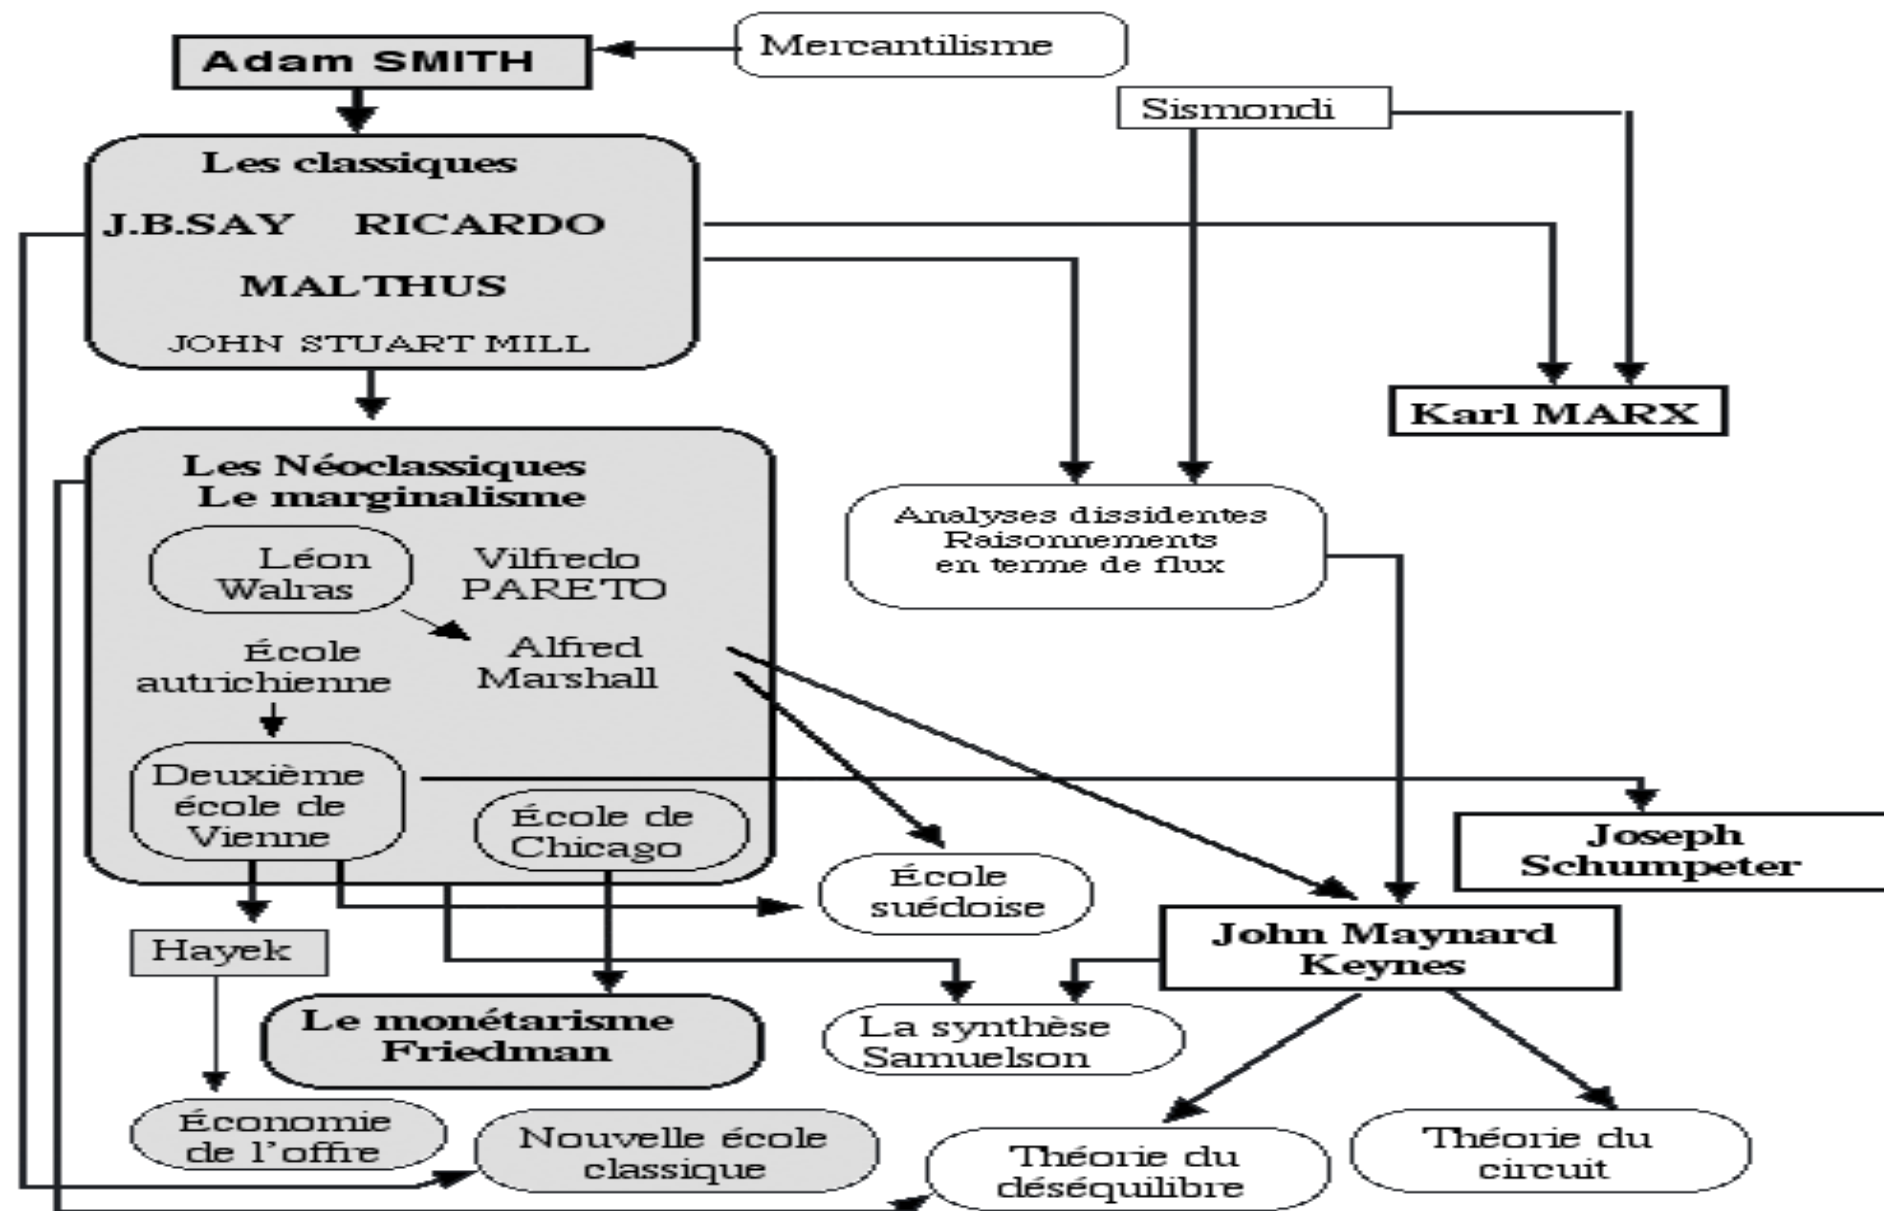 Adam SMITH
Mercantilisme
Sismondi
Les classiques
J.B.SAY RICARDO
MALTHUS
JOHN STUART MILL
Karl MARX
Les Néoclassiques
Le marginalisme
Léon
Walras
Vilfredo
PARETO
École
autrichienne
Alfred
Marshall
Analyses dissidentes
Raisonnements
en terme de flux
Deuxième
école de
Vienne
École de
Chicago
École
suédoise
Joseph
Schumpeter
John Maynard
Keynes
Hayek
Le monétarisme
Friedman
La synthèse
Samuelson
Économie
de l'offre
Nouvelle école
classique
Théorie du
déséquilibre
Théorie du
circuit